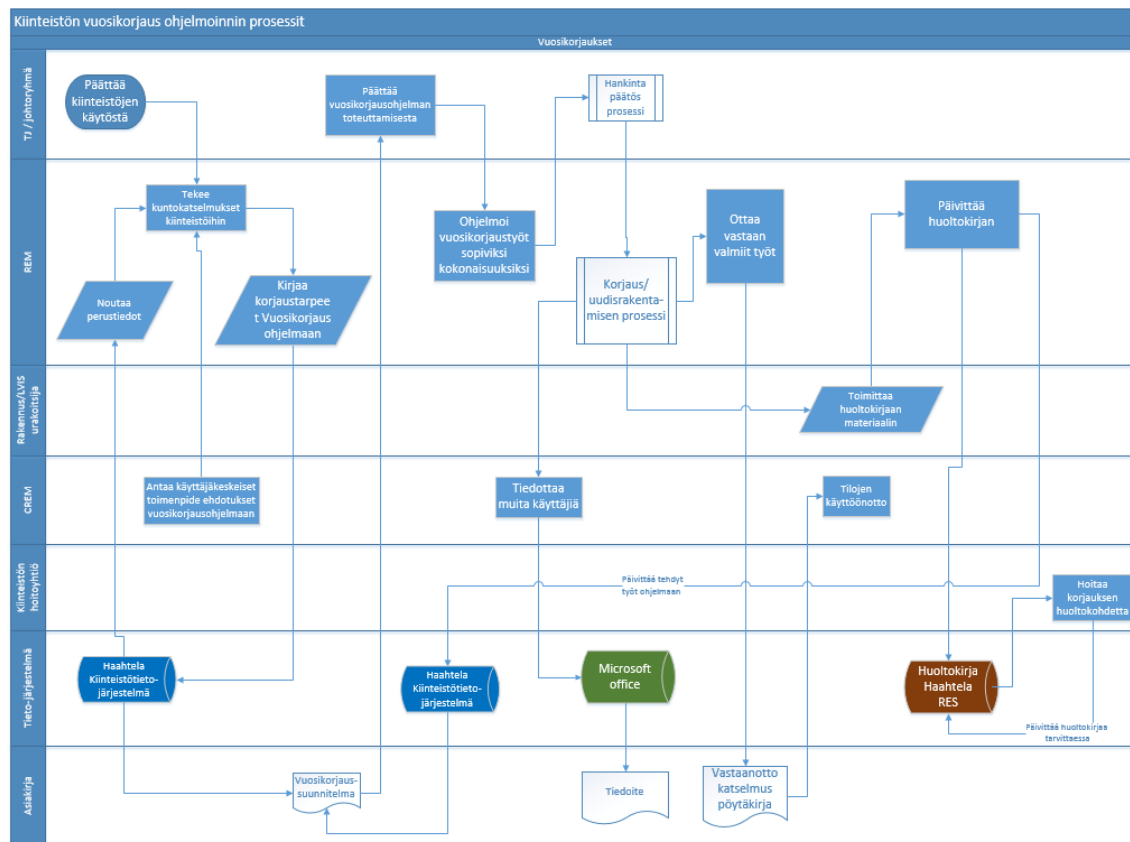 Kiinteistön vuosikorjaus ohjelmoinnin prosessit
Vuosikorjaukset
TJ / johtoryhmä
Päättää
kiinteistöjen
käytöstä
Päättää
vuosikorjausohjelman
toteuttamisesta
Hankinta
päätös
prosessi
REM
Tekee
kuntokatselmukset
kiinteistöihin
Noutaa
perustiedot
Kirjaa
korjaustarpee
t Vuosikorjaus
ohjelmaan
Ohjelmoi
vuosikorjaustyöt
sopiviksi
kokonaisuuksiksi
Korjaus/
uudisrakenta-
misen prosessi
Ottaa
vastaan
valmiit työt
Päivittää
huoltokirjan
Rakennus/LVIS
urakoitsija
Toimittaa
huoltokirjaan
materiaalin
CREM
Antaa käyttäjäkeskeiset
toimenpide ehdotukset
vuosikorjausohjelmaan
Tiedottaa
muita käyttäjiä
Tilojen
käyttöönotto
Kiinteistön
hoitoyhtiö
Päivittää tehdyt
työt ohjelmaan
Hoitaa
korjauksen
huoltokohdetta
Tieto-järjestelmä
Haahtela
Kiinteistötieto-
järjestelmä
Haahtela
Kiinteistötieto-
järjestelmä
Microsoft
office
Huoltokirja
Haahtela
RES
Päivittää huoltokirjaa
tarvittaessa
Asiakirja
Vuosikorjaus-
suunnitelma
Tiedoite
Vastaanotto
katselmus
pöytäkirja